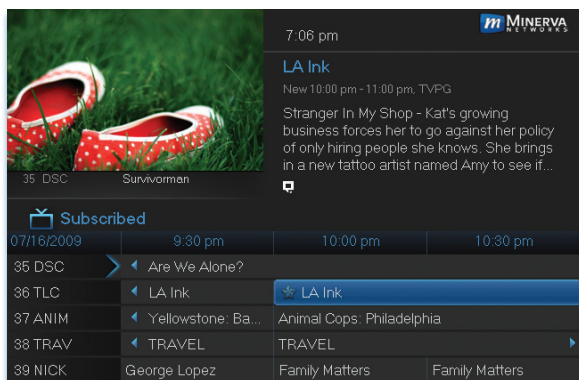 7:06 pm
m MINERVA
NETWORKS
LA Ink
New 10:00 pm - 11:00 pm, TVPG
Stranger In My Shop - Kat's growing
business forces her to go against her policy
of only hiring people she knows. She brings
in a new tattoo artist named Amy to see if...
35 DSC Survivorman
Subscribed
07/16/2009 9:30 pm 10:00 pm 10:30 pm
35 DSC Are We Alone?
36 TLC LA Ink LA Ink
37 ANIM Yellowstone: Ba... Animal Cops: Philadelphia
38 TRAV TRAVEL TRAVEL
39 NICK George Lopez Family Matters Family Matters